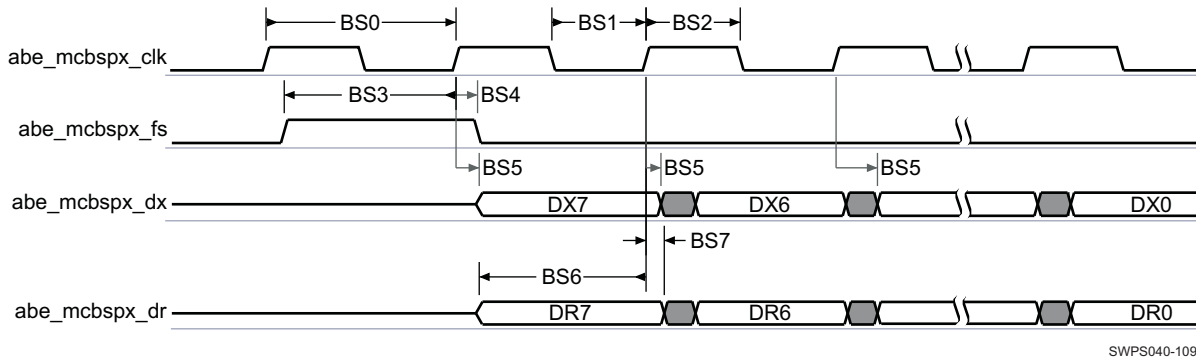 BS0 BS1 BS2
abe_mcbspx_clk
BS3 BS4
abe_mcbspx_fs
BS5 BS5 BS5
abe_mcbspx_dx DX7 DX6 DX0
BS7
BS6
abe_mcbspx_dr DR7 DR6 DR0
SWPS040-109